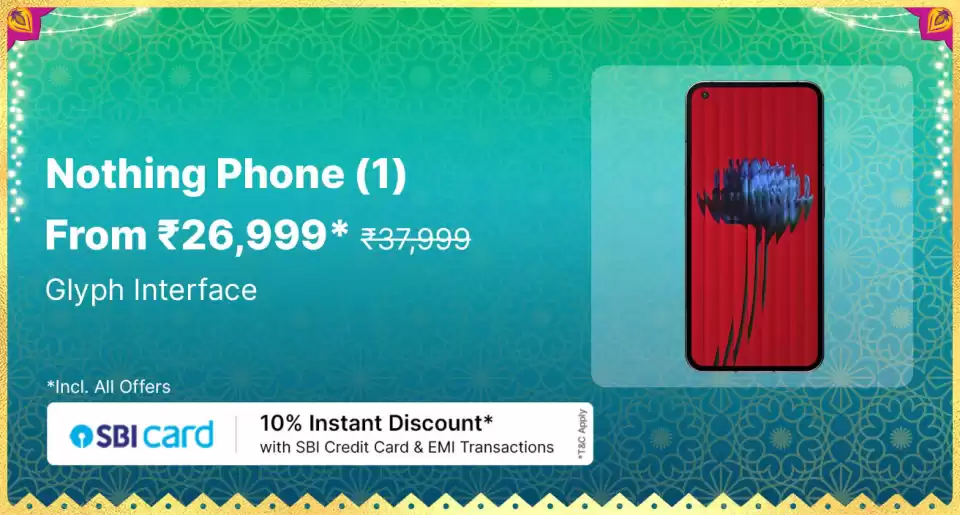 Nothing Phone (1)
From ₹26,999* ₹37,999
Glyph Interface
*Incl. All Offers
SBI card
10% Instant Discount*
with SBI Credit Card & EMI Transactions
*T&C Apply